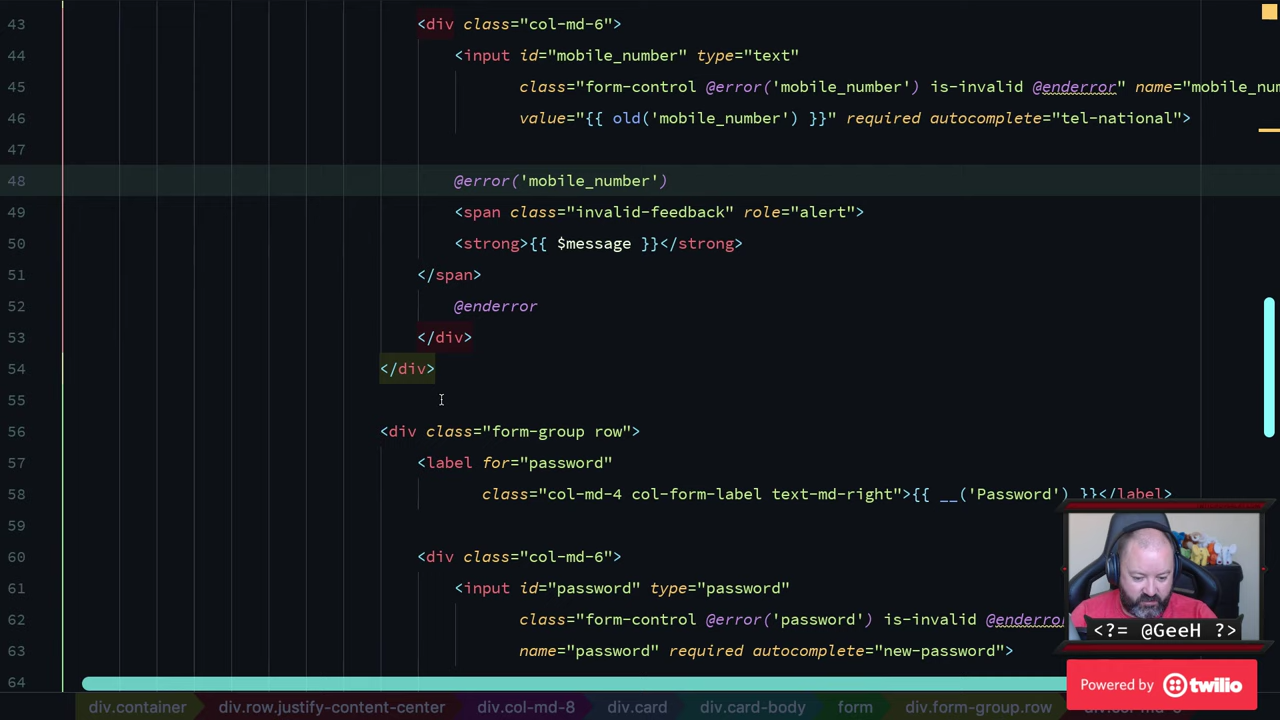 43 <div class="col-md-6">
44 <input id="mobile_number" type="text"
45 class="form-control @error('mobile_number') is-invalid @enderror" name="mobile_num
46 value="{{ old('mobile_number') }}" required autocomplete="tel-national">
47
48 @error('mobile_number')
49 <span class="invalid-feedback" role="alert">
50 <strong>{{ $message }}</strong>
51 </span>
52 @enderror
53 </div>
54 </div>
55
56 <div class="form-group row">
57 <label for="password"
58 class="col-md-4 col-form-label text-md-right">{{ __('Password') }}</label>
59
60 <div class="col-md-6">
61 <input id="password" type="password"
62 class="form-control @error('password') is-invalid @enderro
63 name="password" required autocomplete="new-password">
64
<?= @GeeH ?>
Powered by twilio
div.container div.row.justify-content-center div.col-md-8 div.card div.card-body form div.form-group.row